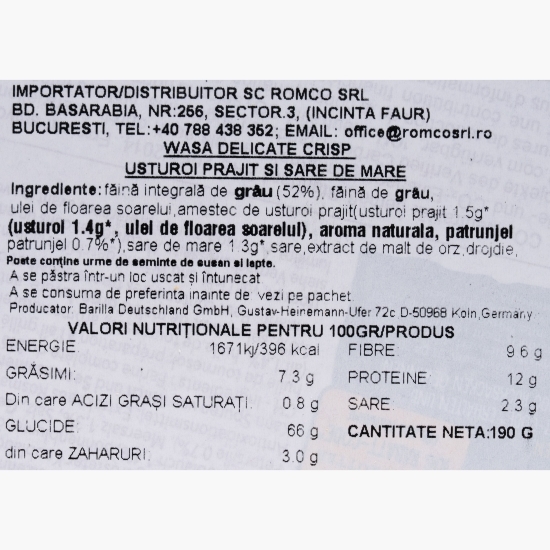 IMPORTATOR/DISTRIBUITOR SC ROMCO SRL
BD. BASARABIA, NR:256, SECTOR.3, (INCINTA FAUR)
BUCURESTI, TEL:+40 788 438 352; EMAIL: office@romcosrl.ro
WASA DELICATE CRISP
USTUROI PRAJIT SI SARE DE MARE
Ingrediente: făină integrală de grâu (52%), făină de grâu,
ulei de floarea soarelui,amestec de usturoi prajit(usturoi prajit 1.5g*
(usturoi 1.4g*, ulei de floarea soarelui), aroma naturala, patrunjel
patrunjel 0.7%*),sare de mare 1.3g*,sare,extract de malt de orz,drojdie,
Poate conține urme de seminte de susan si lapte.
A se păstra într-un loc uscat și întunecat.
A se consuma de preferinta inainte de: vezi pe pachet.
Producator: Barilla Deutschland GmbH, Gustav-Heinemann-Ufer 72c D-50968 Koln,Germany
VALORI NUTRIȚIONALE PENTRU 100GR/PRODUS
ENERGIE: 1671kj/396 kcal FIBRE: 9.6 g
GRĂSIMI: 7.3 g PROTEINE: 12 g
Din care ACIZI GRAȘI SATURAȚI: 0.8 g SARE: 2.3 g
GLUCIDE: 66 g CANTITATE NETA:190 G
din care ZAHARURI: 3.0 g